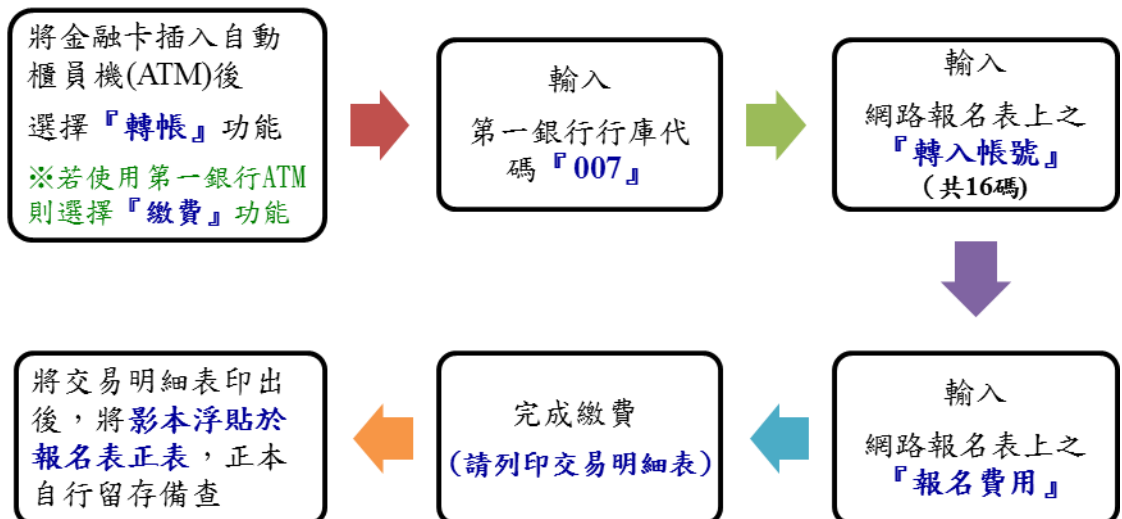 將金融卡插入自動
櫃員機(ATM)後
選擇『轉帳』功能
※若使用第一銀行ATM
則選擇『繳費』功能
輸入
第一銀行行庫代
碼『007』
輸入
網路報名表上之
『轉入帳號』
(共16碼)
輸入
網路報名表上之
『報名費用』
完成繳費
(請列印交易明細表)
將交易明細表印出
後，將影本浮貼於
報名表正表，正本
自行留存備查